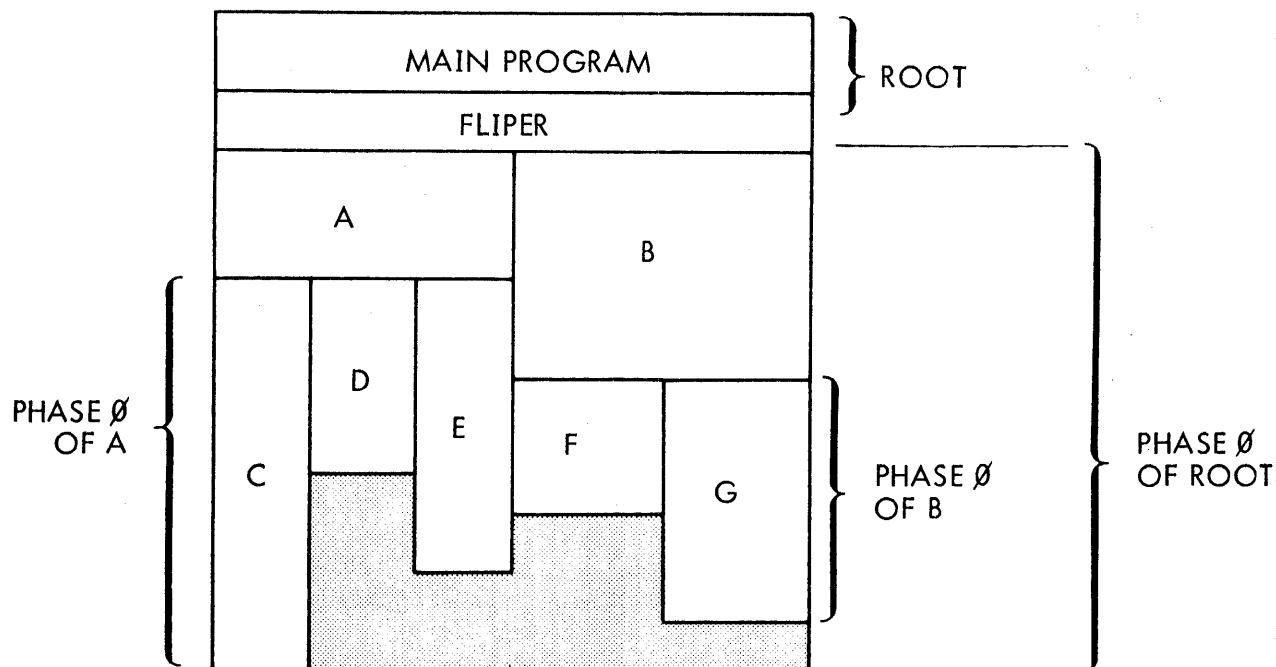 MAIN PROGRAM
ROOT
FLIPER
A
B
D
E
C
F
G
PHASE Ø
OF A
PHASE Ø
OF B
PHASE Ø
OF ROOT